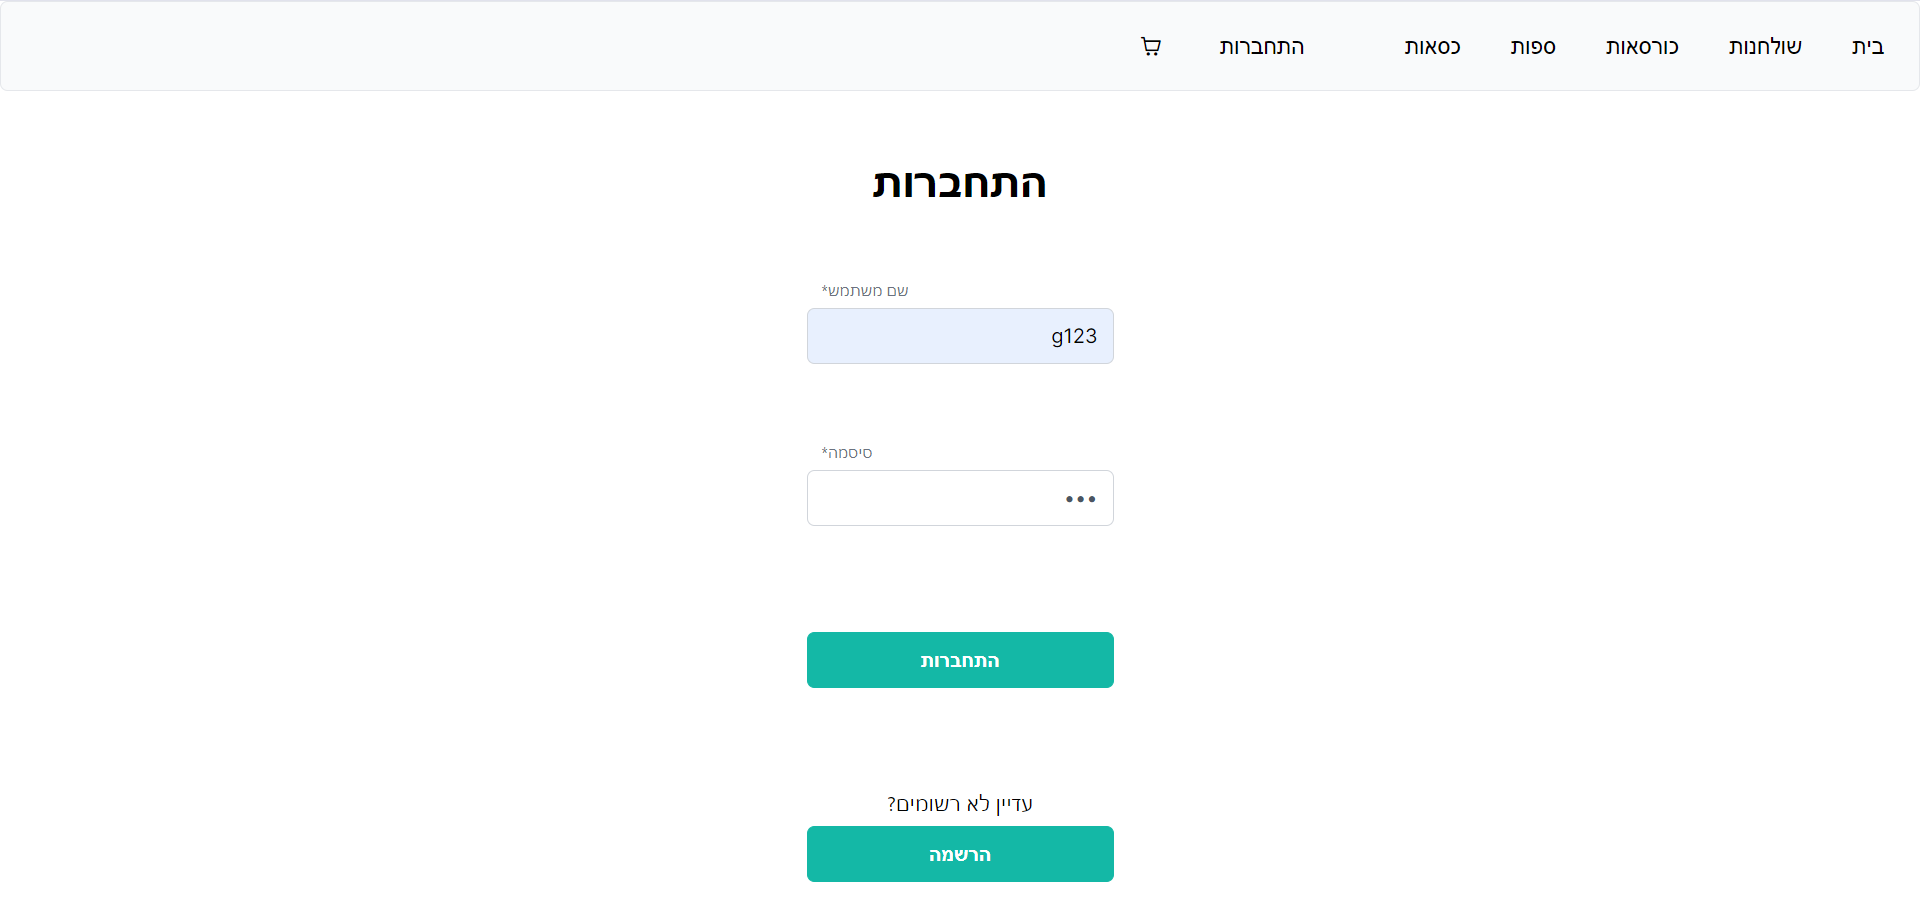 בית שולחנות כורסאות ספות כסאות התחברות
התחברות
שם משתמש*
g123
סיסמה*
•••
התחברות
עדיין לא רשומים?
הרשמה